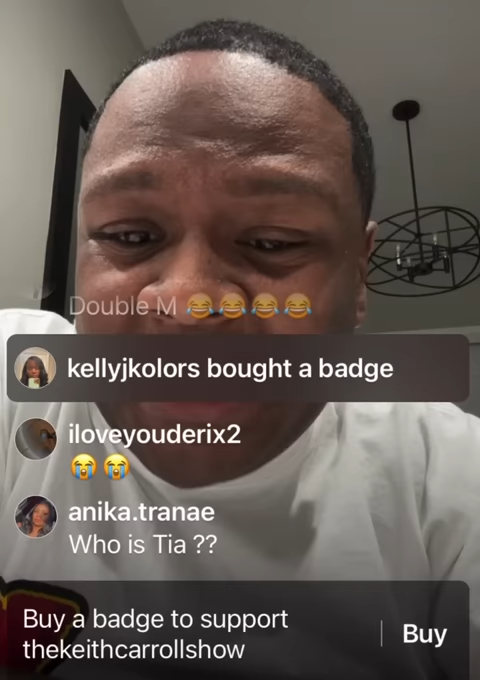 Double M 😂😂😂😂
kellyjkolors bought a badge
iloveyouderix2
😭😭
anika.tranae
Who is Tia ??
Buy a badge to support
thekeithcarrollshow
Buy